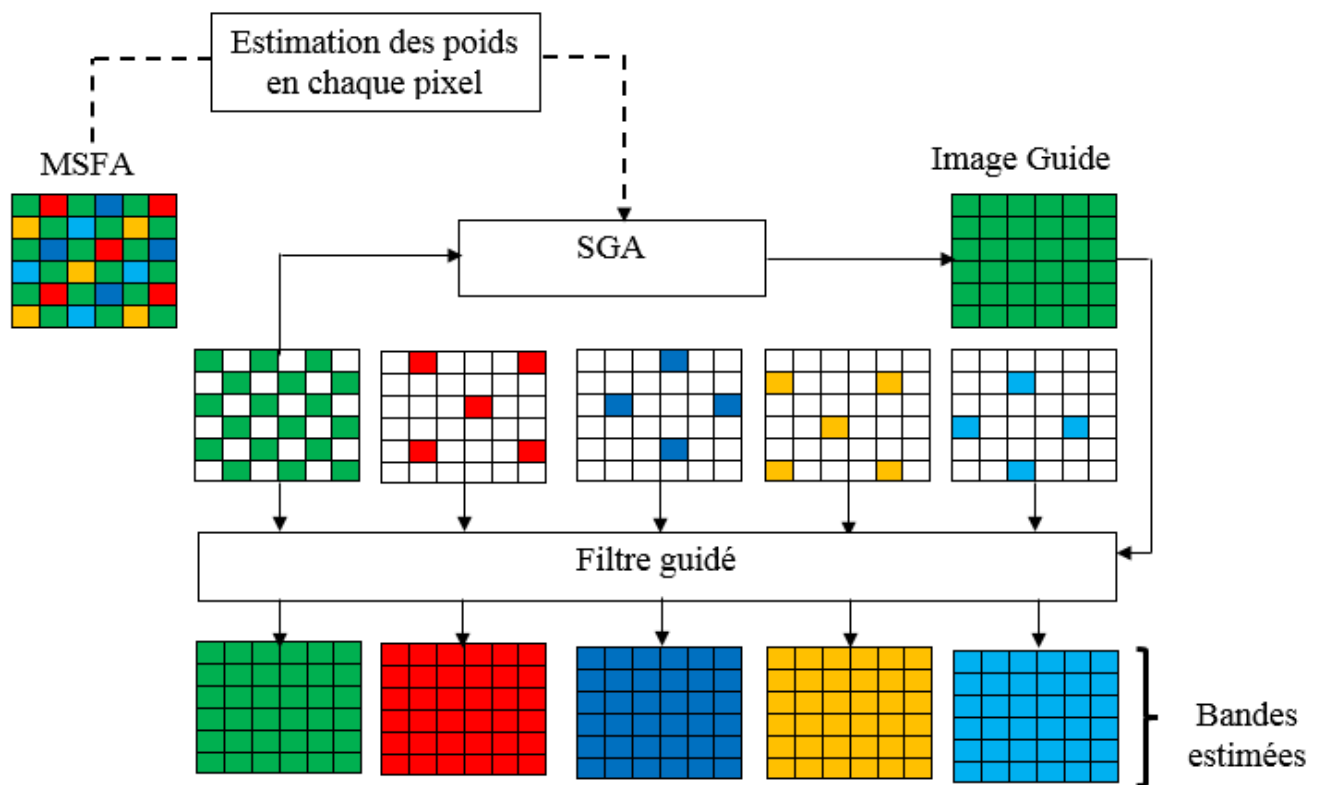 Estimation des poids
en chaque pixel
MSFA
Image Guide
SGA
Filtre guidé
Bandes
estimées